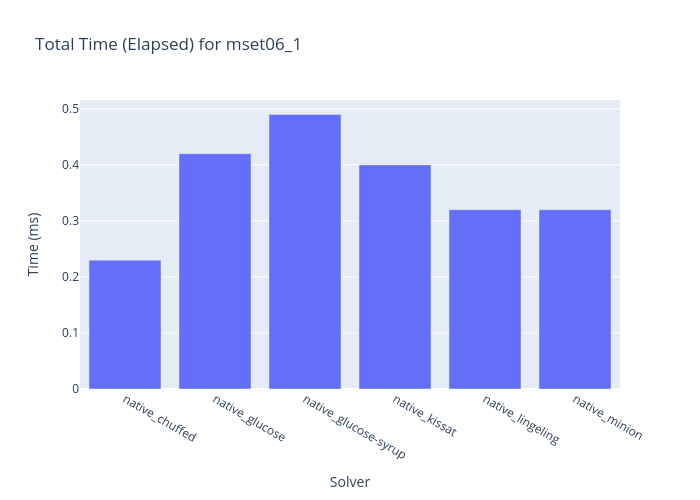 Total Time (Elapsed) for mset06_1
Time (ms)
0.5
0.4
0.3
0.2
0.1
0
native_chuffed
native_glucose
native_glucose-syrup
native_kissat
native_lingeling
native_minion
Solver